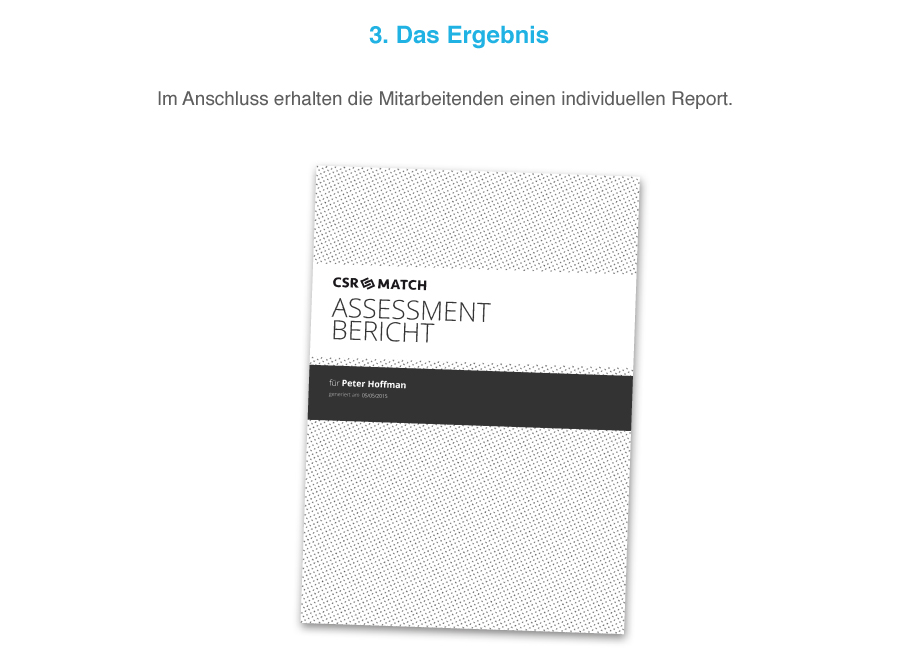 3. Das Ergebnis
Im Anschluss erhalten die Mitarbeitenden einen individuellen Report.
CSR MATCH
ASSESSMENT
BERICHT
für Peter Hoffman
generiert am 05/05/2015